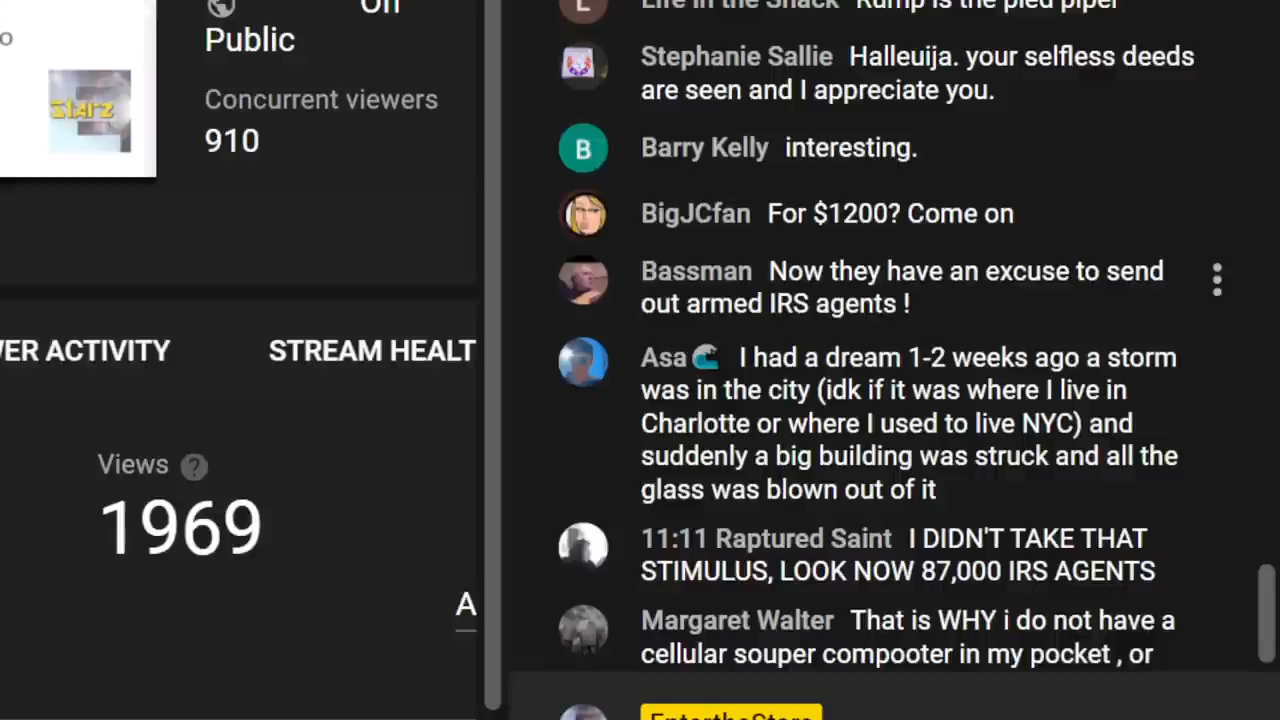 Off
Public
Concurrent viewers
910
Starz
VER ACTIVITY
STREAM HEALT
Views ?
1969
A
L Life in the Shack Rump is the pied piper
Stephanie Sallie Halleuija. your selfless deeds
are seen and I appreciate you.
B Barry Kelly interesting.
BigJCfan For $1200? Come on
Bassman Now they have an excuse to send
out armed IRS agents !
Asa🌊 I had a dream 1-2 weeks ago a storm
was in the city (idk if it was where I live in
Charlotte or where I used to live NYC) and
suddenly a big building was struck and all the
glass was blown out of it
11:11 Raptured Saint I DIDN'T TAKE THAT
STIMULUS, LOOK NOW 87,000 IRS AGENTS
Margaret Walter That is WHY i do not have a
cellular souper compooter in my pocket , or
EntertheStars